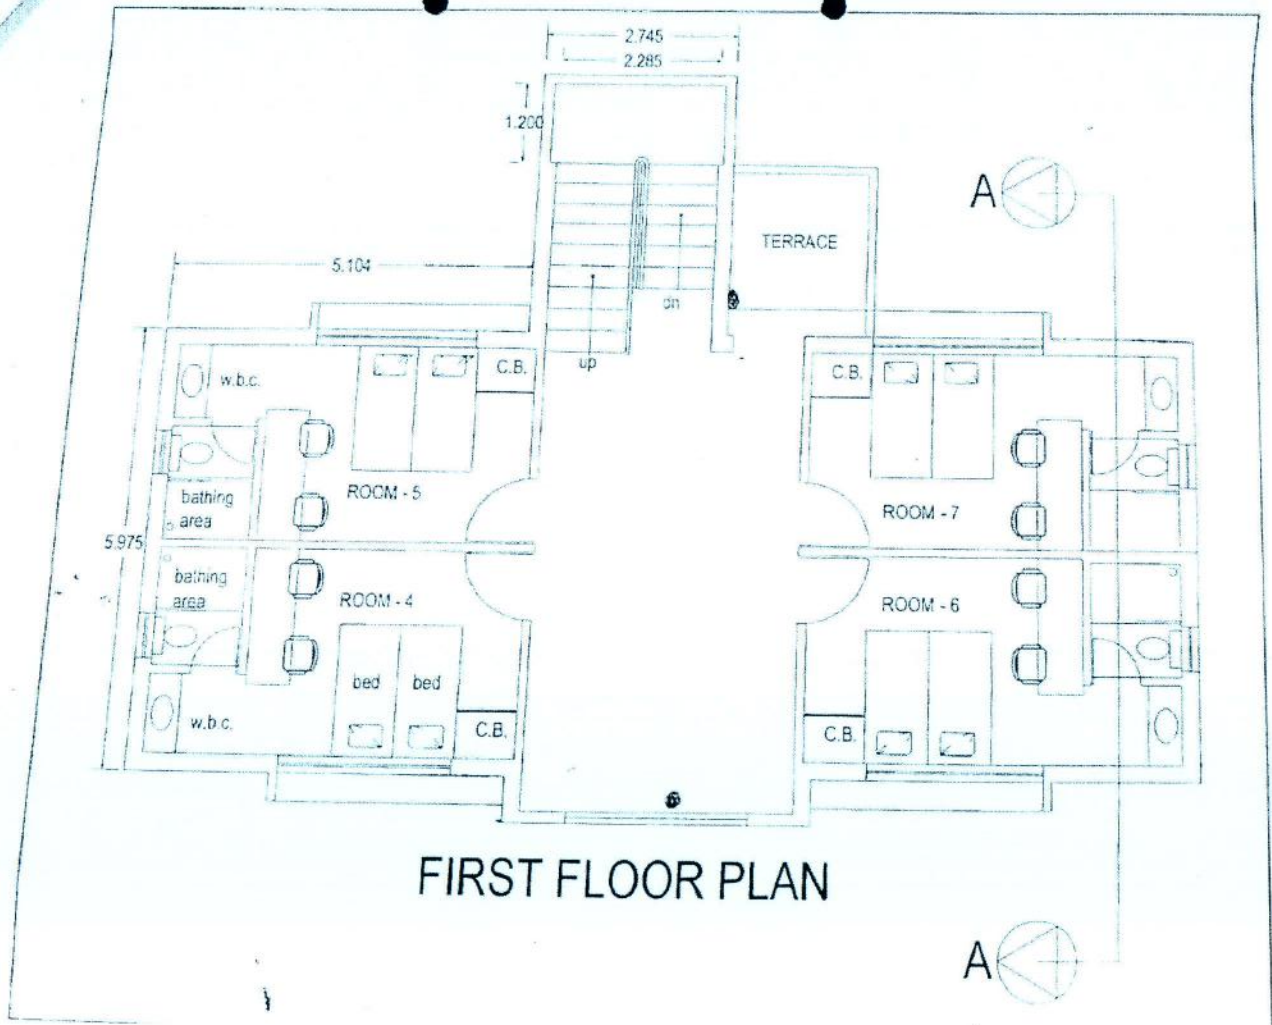 2.745
2.285
1.200
A
TERRACE
5.104
dn
up
C.B.
C.B.
w.b.c.
ROOM - 5
bathing
area
ROOM - 7
5.975
bathing
area
ROOM - 4
ROOM - 6
bed bed
w.b.c.
C.B.
C.B.
FIRST FLOOR PLAN
A